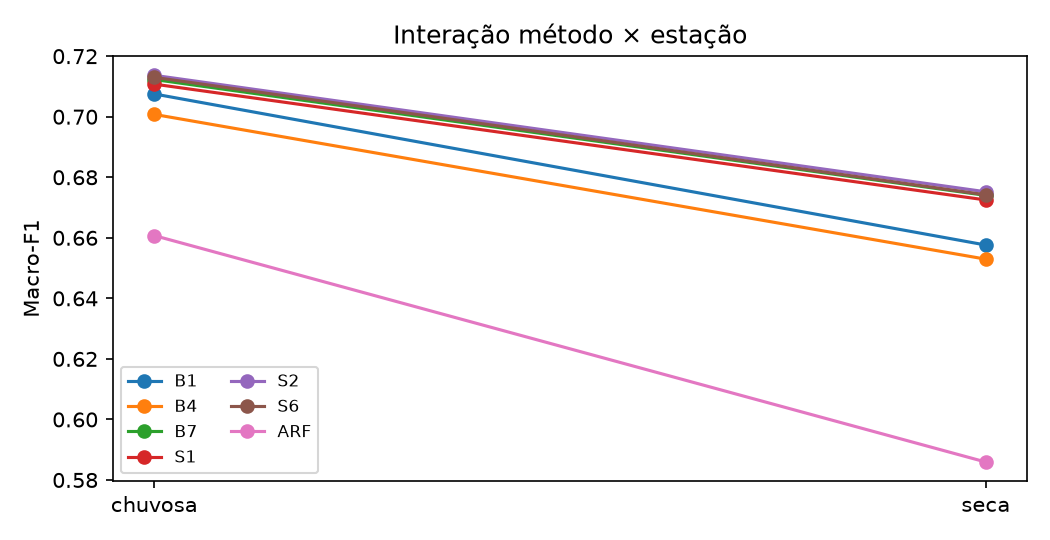 Interação método × estação
Macro-F1
0.72
0.70
0.68
0.66
0.64
0.62
0.60
0.58
B1
B4
B7
S1
S2
S6
ARF
chuvosa
seca